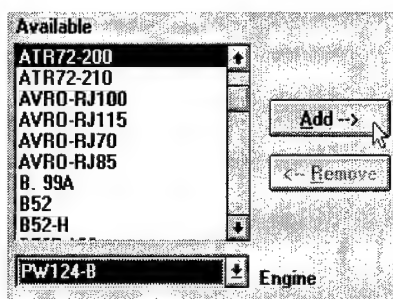 Available
ATR72-200
ATR72-210
AVRO-RJ100
AVRO-RJ115
AVRO-RJ70
AVRO-RJ85
B. 99A
B52
B52-H
Add -->
<-- Remove
PW124-B
Engine